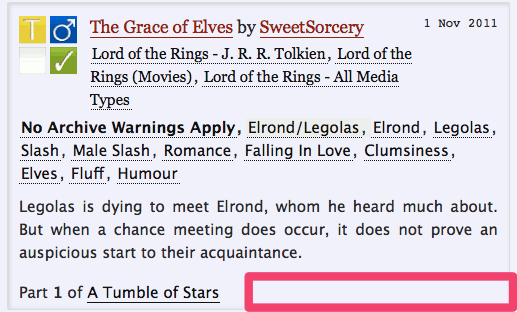 T
The Grace of Elves by SweetSorcery
1 Nov 2011
Lord of the Rings - J. R. R. Tolkien, Lord of the
Rings (Movies), Lord of the Rings - All Media
Types
No Archive Warnings Apply, Elrond/Legolas, Elrond, Legolas,
Slash, Male Slash, Romance, Falling In Love, Clumsiness,
Elves, Fluff, Humour
Legolas is dying to meet Elrond, whom he heard much about.
But when a chance meeting does occur, it does not prove an
auspicious start to their acquaintance.
Part 1 of A Tumble of Stars